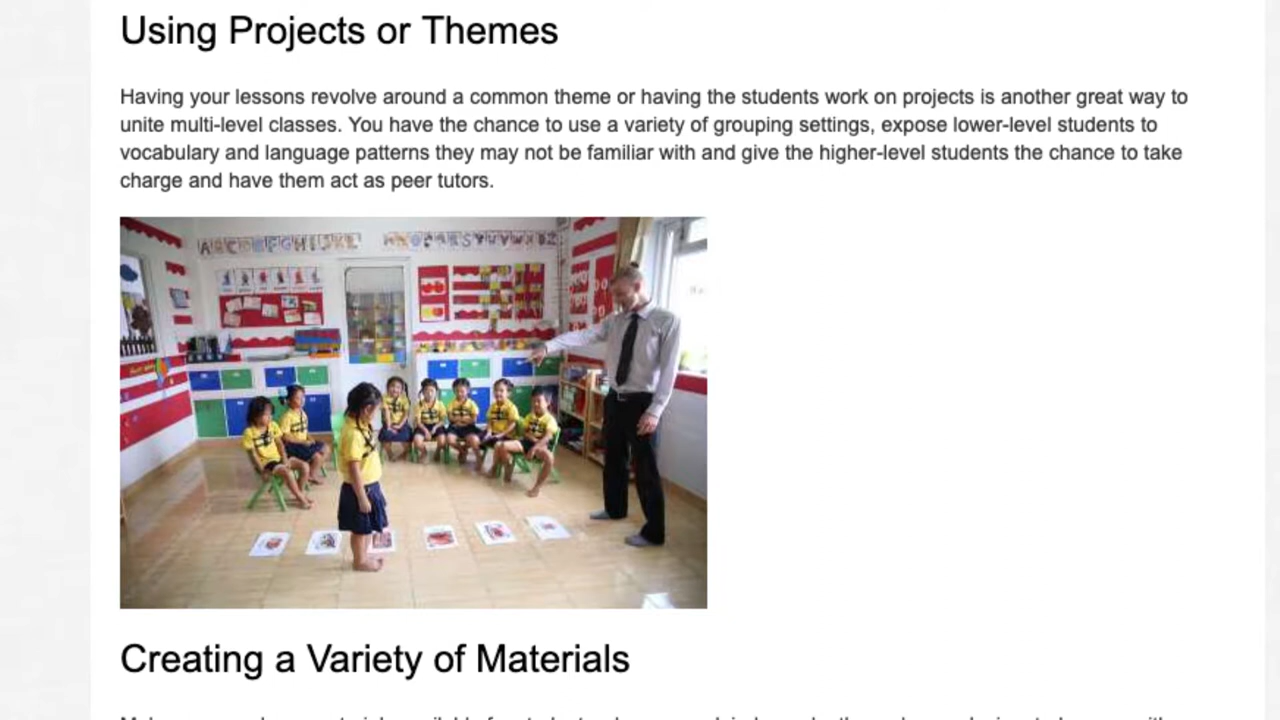 Using Projects or Themes
Having your lessons revolve around a common theme or having the students work on projects is another great way to
unite multi-level classes. You have the chance to use a variety of grouping settings, expose lower-level students to
vocabulary and language patterns they may not be familiar with and give the higher-level students the chance to take
charge and have them act as peer tutors.
Creating a Variety of Materials